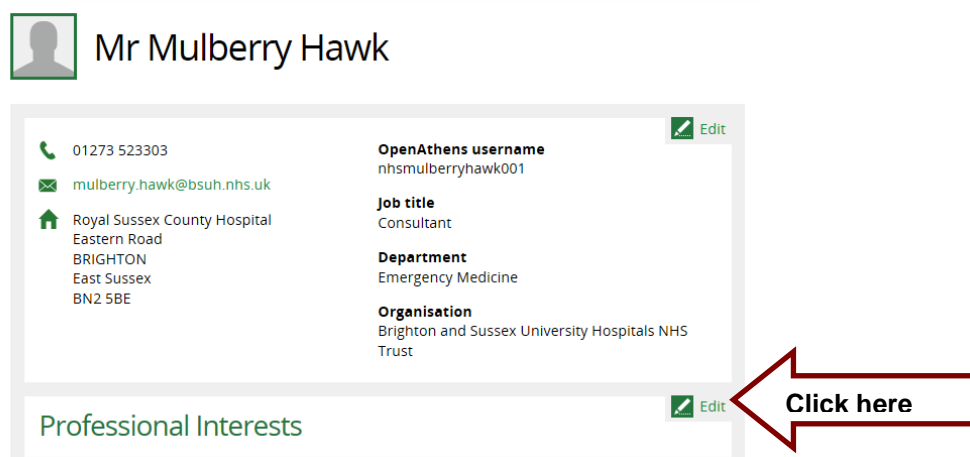 Mr Mulberry Hawk
Edit
01273 523303
mulberry.hawk@bsuh.nhs.uk
Royal Sussex County Hospital
Eastern Road
BRIGHTON
East Sussex
BN2 5BE
OpenAthens username
nhsmulberryhawk001
Job title
Consultant
Department
Emergency Medicine
Organisation
Brighton and Sussex University Hospitals NHS
Trust
Professional Interests
Edit
Click here